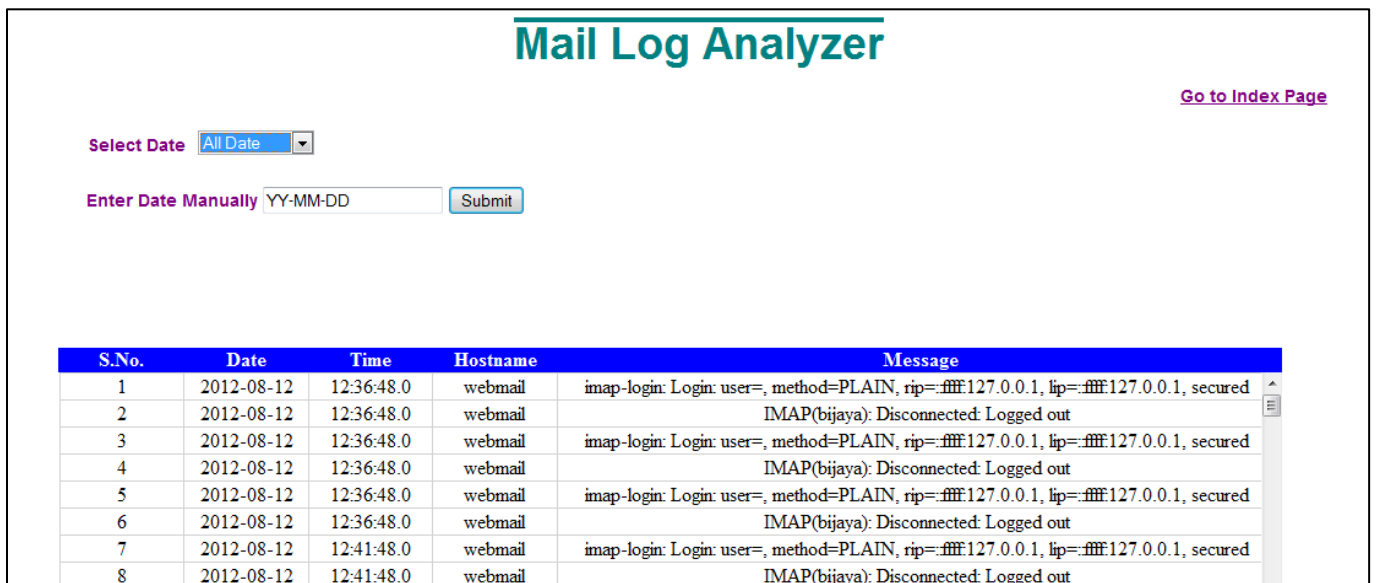 Mail Log Analyzer
Go to Index Page
Select Date All Date
Enter Date Manually YY-MM-DD Submit
S.No. Date Time Hostname Message
1 2012-08-12 12:36:48.0 webmail imap-login: Login: user=, method=PLAIN, rip=::ffff:127.0.0.1, lip=::ffff:127.0.0.1, secured
2 2012-08-12 12:36:48.0 webmail IMAP(bijaya): Disconnected: Logged out
3 2012-08-12 12:36:48.0 webmail imap-login: Login: user=, method=PLAIN, rip=::ffff:127.0.0.1, lip=::ffff:127.0.0.1, secured
4 2012-08-12 12:36:48.0 webmail IMAP(bijaya): Disconnected: Logged out
5 2012-08-12 12:36:48.0 webmail imap-login: Login: user=, method=PLAIN, rip=::ffff:127.0.0.1, lip=::ffff:127.0.0.1, secured
6 2012-08-12 12:36:48.0 webmail IMAP(bijaya): Disconnected: Logged out
7 2012-08-12 12:41:48.0 webmail imap-login: Login: user=, method=PLAIN, rip=::ffff:127.0.0.1, lip=::ffff:127.0.0.1, secured
8 2012-08-12 12:41:48.0 webmail IMAP(bijaya): Disconnected: Logged out